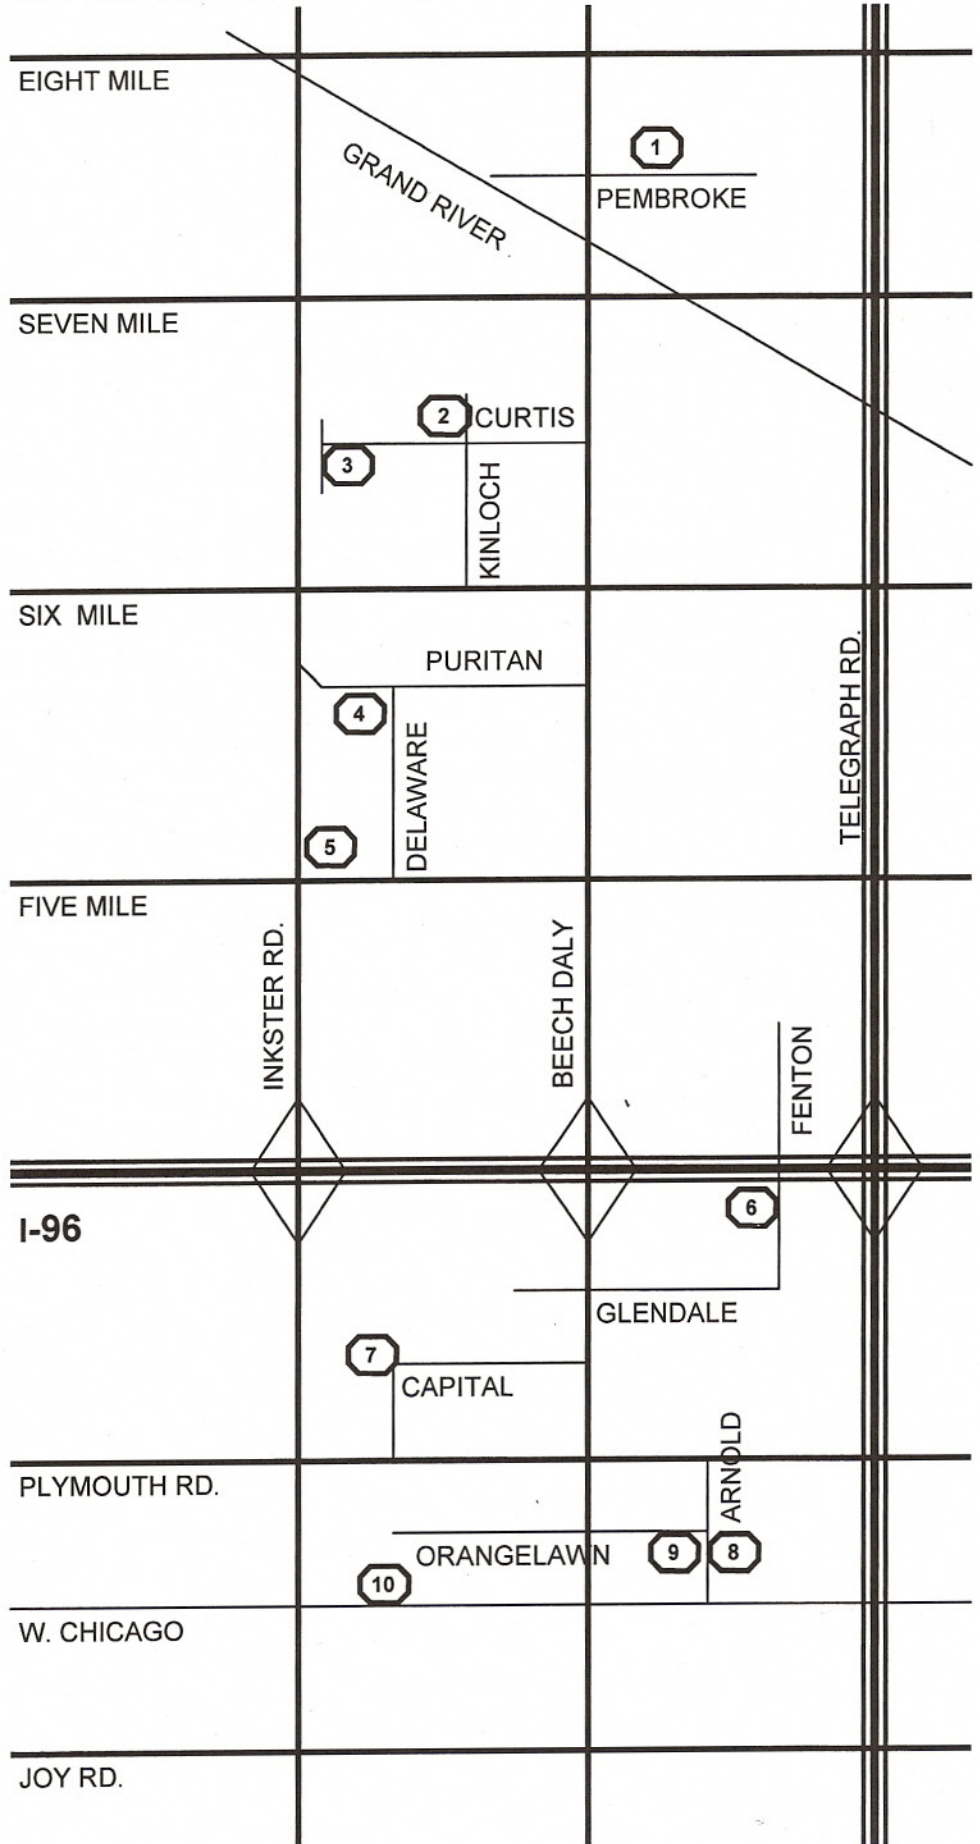 EIGHT MILE
1
GRAND RIVER
PEMBROKE
SEVEN MILE
2
CURTIS
3
KINLOCH
SIX MILE
PURITAN
4
TELEGRAPH RD.
DELAWARE
5
FIVE MILE
INKSTER RD.
BEECH DALY
FENTON
6
I-96
GLENDALE
7
CAPITAL
ARNOLD
PLYMOUTH RD.
ORANGELAWN
9
8
10
W. CHICAGO
JOY RD.